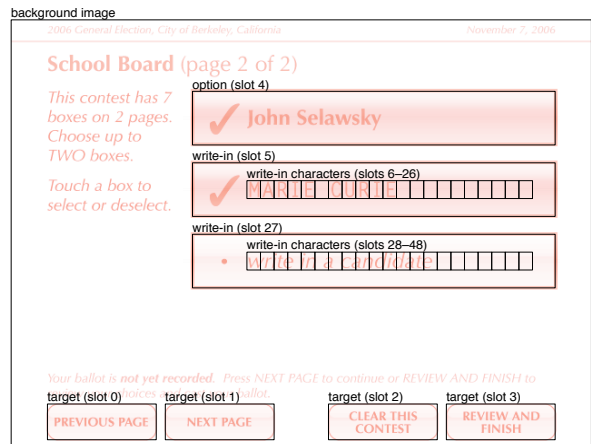 background image
2006 General Election, City of Berkeley, California November 7, 2006
School Board (page 2 of 2)
This contest has 7
boxes on 2 pages.
Choose up to
TWO boxes.
Touch a box to
select or deselect.
option (slot 4)
John Selawsky
write-in (slot 5)
write-in characters (slots 6–26)
MARIE CURIE
write-in (slot 27)
write-in characters (slots 28–48)
• write in a candidate
Your ballot is not yet recorded. Press NEXT PAGE to continue or REVIEW AND FINISH to
choices and ballot.
target (slot 0) target (slot 1) target (slot 2) target (slot 3)
PREVIOUS PAGE NEXT PAGE CLEAR THIS CONTEST REVIEW AND FINISH